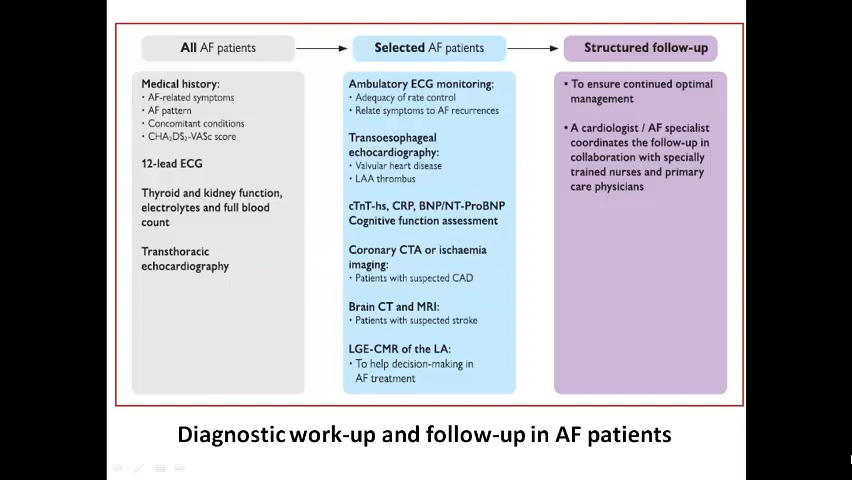 All AF patients
Medical history:
• AF-related symptoms
• AF pattern
• Concomitant conditions
• CHA₂DS₂-VASc score
12-lead ECG
Thyroid and kidney function,
electrolytes and full blood
count
Transthoracic
echocardiography
Selected AF patients
Ambulatory ECG monitoring:
• Adequacy of rate control
• Relate symptoms to AF recurrences
Transoesophageal
echocardiography:
• Valvular heart disease
• LAA thrombus
cTnT-hs, CRP, BNP/NT-ProBNP
Cognitive function assessment
Coronary CTA or ischaemia
imaging:
• Patients with suspected CAD
Brain CT and MRI:
• Patients with suspected stroke
LGE-CMR of the LA:
• To help decision-making in
AF treatment
Structured follow-up
• To ensure continued optimal
management
• A cardiologist / AF specialist
coordinates the follow-up in
collaboration with specially
trained nurses and primary
care physicians
Diagnostic work-up and follow-up in AF patients